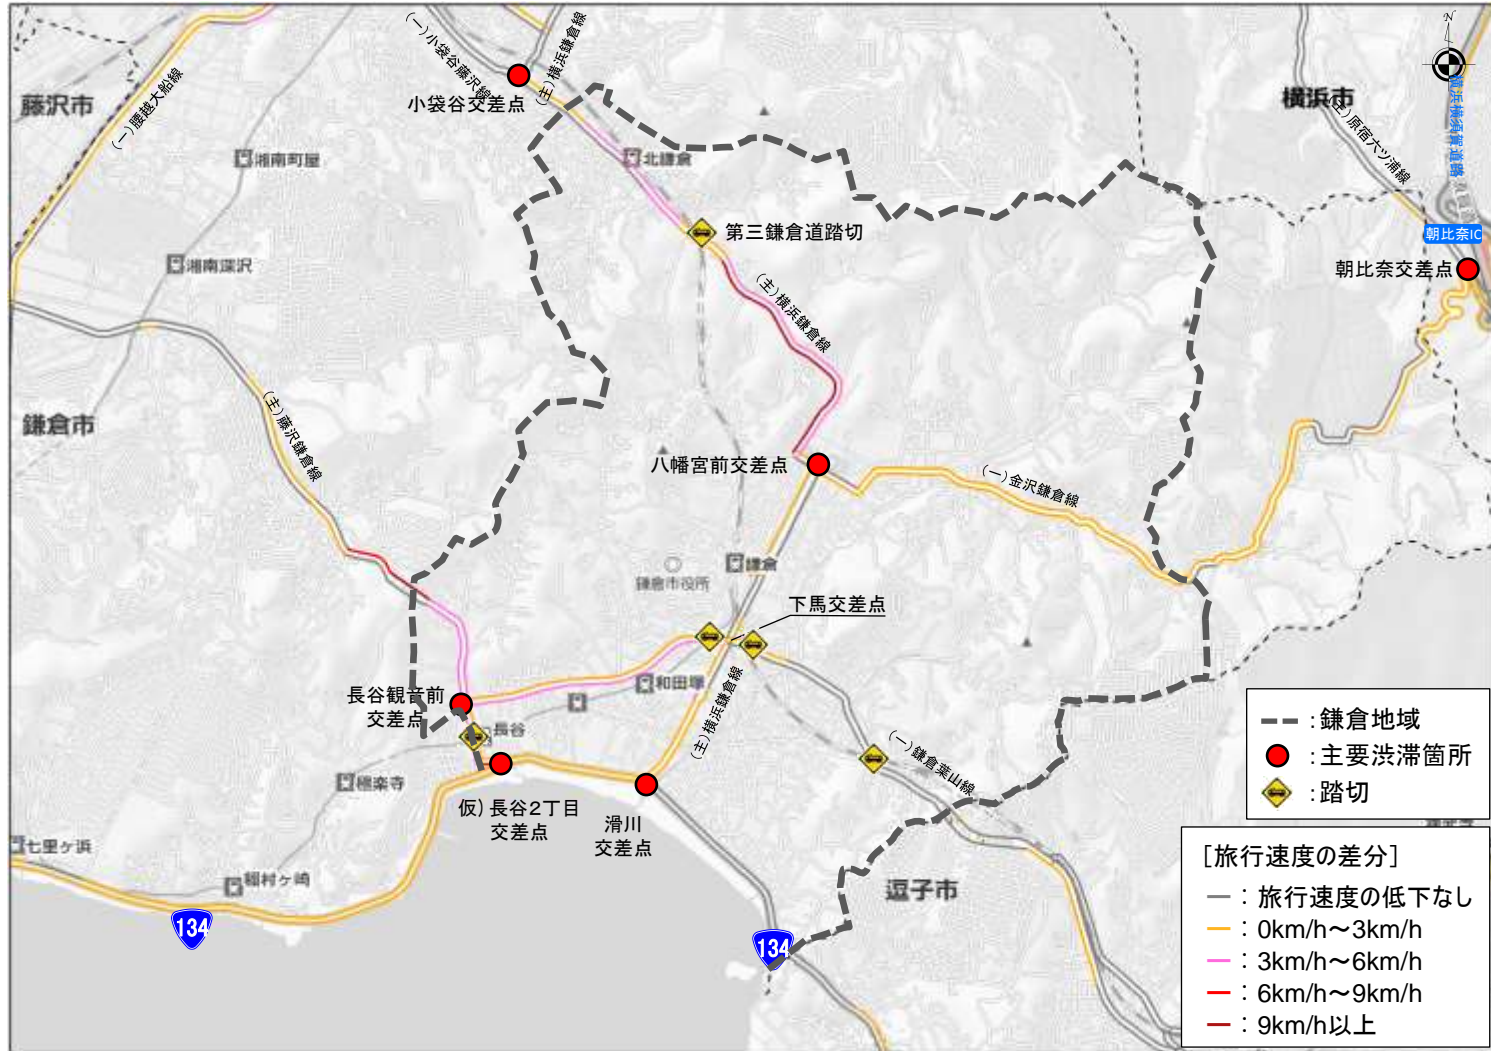 (一)小袋谷藤沢線
(主)横浜鎌倉線
N
藤沢市
(一)腰越大船線
小袋谷交差点
横浜市
(主)原宿六ツ浦線
横浜横須賀道路
湘南町屋
北鎌倉
第三鎌倉道踏切
朝比奈IC
朝比奈交差点
湘南深沢
(主)横浜鎌倉線
鎌倉市
(主)藤沢鎌倉線
八幡宮前交差点
(一)金沢鎌倉線
鎌倉
鎌倉市役所
下馬交差点
長谷観音前
交差点
和田塚
長谷
(主)横浜鎌倉線
(一)鎌倉葉山線
極楽寺
仮)長谷2丁目
交差点
滑川
交差点
七里ヶ浜
稲村ヶ崎
逗子市
134
134
:鎌倉地域
:主要渋滞箇所
:踏切
[旅行速度の差分]
:旅行速度の低下なし
:0km/h~3km/h
:3km/h~6km/h
:6km/h~9km/h
:9km/h以上